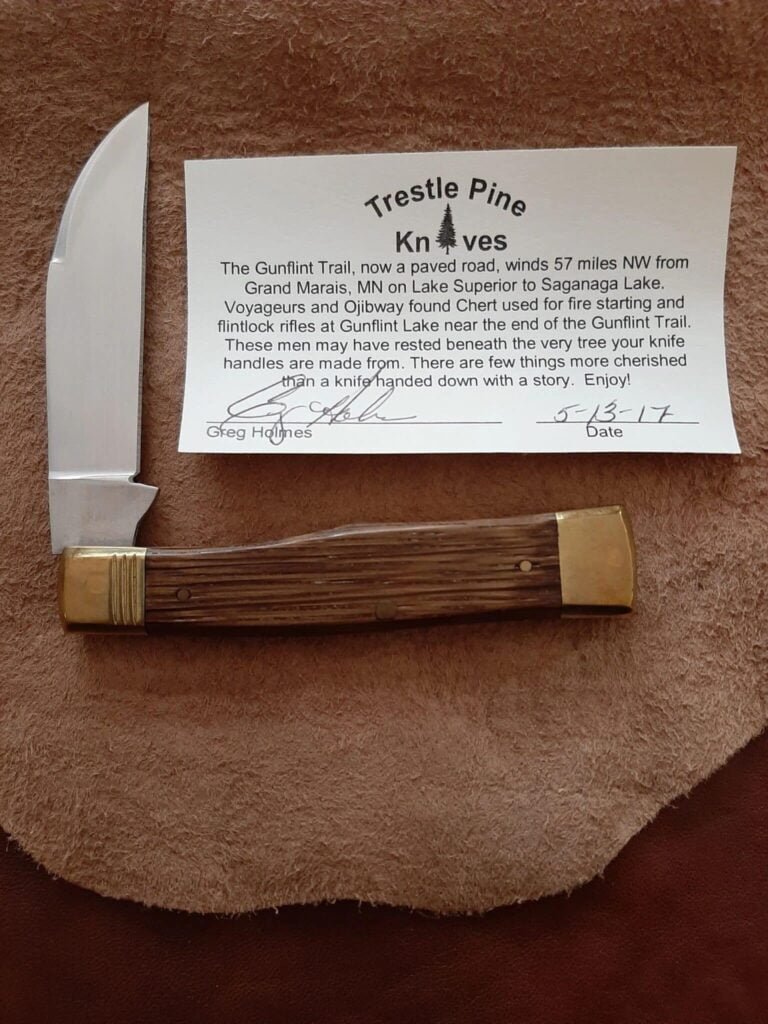 Trestle Pine
Knives
The Gunflint Trail, now a paved road, winds 57 miles NW from
Grand Marais, MN on Lake Superior to Saganaga Lake.
Voyageurs and Ojibway found Chert used for fire starting and
flintlock rifles at Gunflint Lake near the end of the Gunflint Trail.
These men may have rested beneath the very tree your knife
handles are made from. There are few things more cherished
than a knife handed down with a story. Enjoy!
5-13-17
Greg Holmes Date